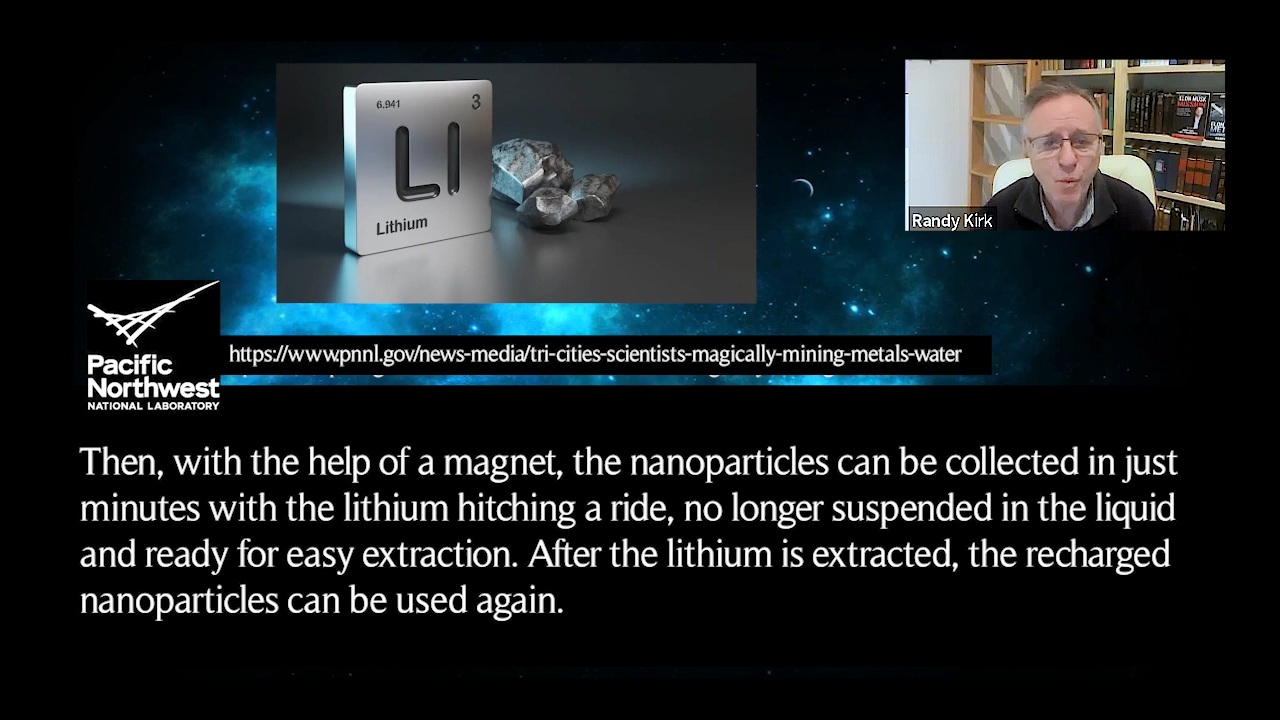 6.941
3
Li
Lithium
ELON MUSK
MISSION
Randy Kirk
Pacific
Northwest
NATIONAL LABORATORY
https://www.pnnl.gov/news-media/tri-cities-scientists-magically-mining-metals-water
Then, with the help of a magnet, the nanoparticles can be collected in just
minutes with the lithium hitching a ride, no longer suspended in the liquid
and ready for easy extraction. After the lithium is extracted, the recharged
nanoparticles can be used again.